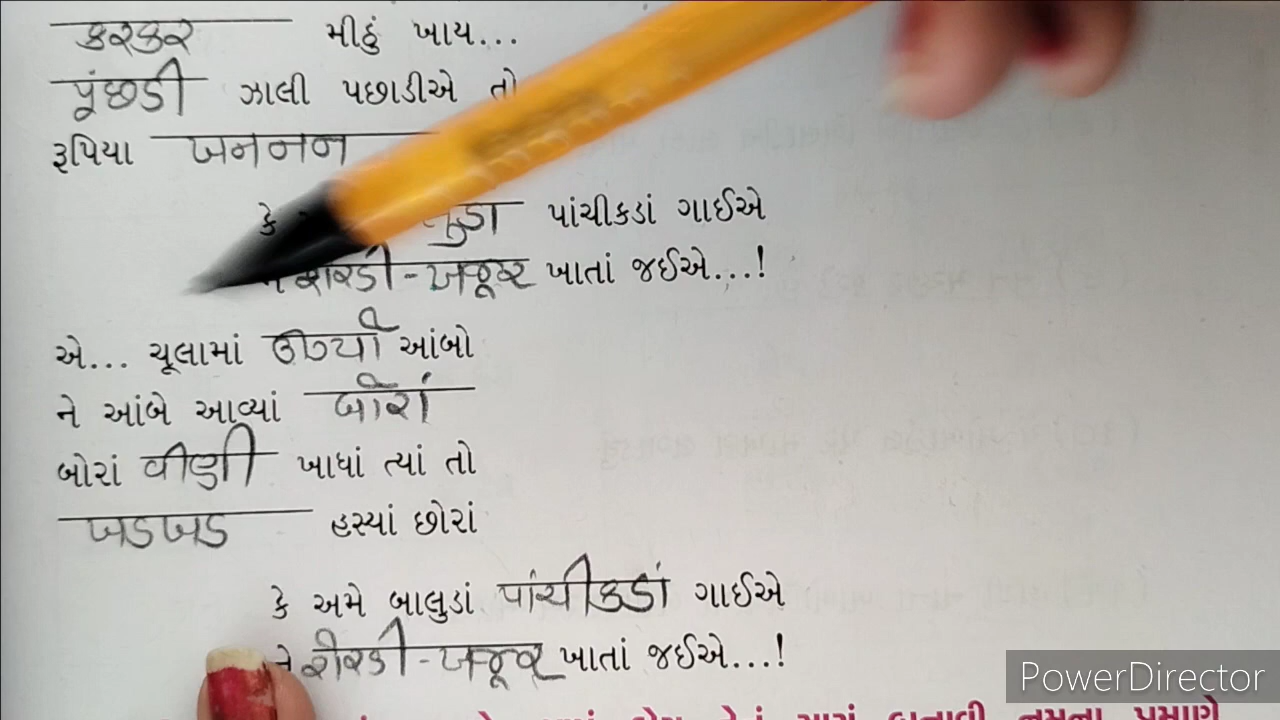 કરકર મીઠું ખાય...
પૂંછડી ઝાલી પછાડીએ તો
રૂપિયા ખનનન
કે પાંચીકડાં ગાઈએ
શેરડી-ખજૂર ખાતાં જઈએ...!
એ... ચૂલામાં ઊગ્યો આંબો
ને આંબે આવ્યાં બોરાં
બોરાં વીણી ખાધાં ત્યાં તો
ખડખડ હસ્યાં છોરાં
કે અમે બાલુડાં પાંચીકડાં ગાઈએ
ને શેરડી-ખજૂર ખાતાં જઈએ...!
PowerDirector